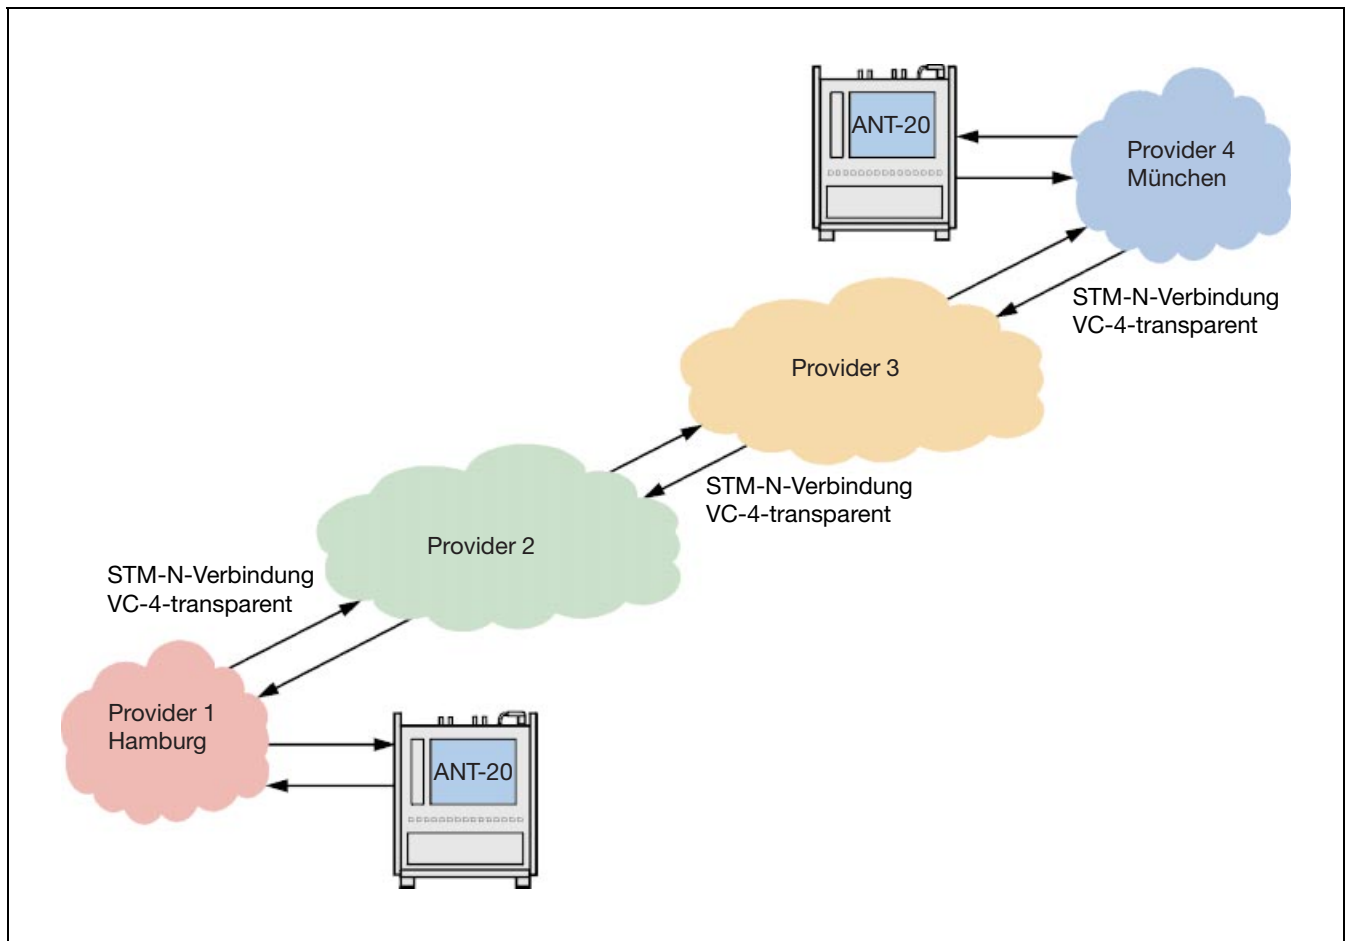 ANT-20
Provider 4
München
STM-N-Verbindung
VC-4-transparent
Provider 3
STM-N-Verbindung
VC-4-transparent
Provider 2
STM-N-Verbindung
VC-4-transparent
Provider 1
Hamburg
ANT-20